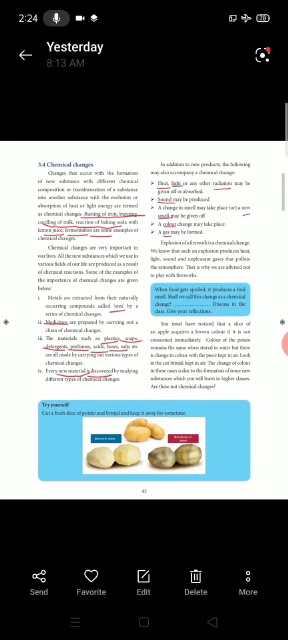 2:24
78
Yesterday
8:13 AM
3.4 Chemical changes
Changes that occur with the formation
of new substance with different chemical
composition or transformation of a substance
into another substance with the evolution or
absorption of heat or light energy are termed
as chemical changes. Rusting of iron, burning
curdling of milk, reaction of baking soda with
lemon juice, fermentation are some examples of
chemical changes.
Chemical changes are very important in
our lives. All the new substances which we use in
various fields of our life are produced as a result
of chemical reactions. Some of the examples
of the importance of chemical changes are given
below:
i. Metals are extracted from their naturally
occurring compounds called 'ores' by a
series of chemical changes.
ii. Medicines are prepared by carrying out a
chain of chemical changes.
iii. The materials such as plastics, soaps,
detergents, perfumes, acids, bases, salts etc
are all made by carrying out various types of
chemical changes.
iv. Every new material is discovered by studying
different types of chemical changes.
In addition to new products, the following
may also accompany a chemical change:
➢ Heat, light or any other radiation may be
given off or absorbed.
➢ Sound may be produced
➢ A change in smell may take place (or) a new
smell may be given off.
➢ A colour change may take place.
➢ A gas may be formed.
Explosion of a firework is a chemical change.
We know that such an explosion produces heat,
light, sound and unpleasant gases that pollute
the atmosphere. That is why we are advised not
to play with fireworks.
When food gets spoiled, it produces a foul
smell. Shall we call this change as a chemical
change? .................... Discuss in the
class. Give your reflections.
You must have noticed that a slice of
an apple acquires a brown colour if it is not
consumed immediately. Colour of the potato
remains the same when stored in water but there
is change in colour with the piece kept in air. Look
at the cut brinjal kept in air. The change of colour
in these cases is due to the formation of some new
substances which you will learn in higher classes.
Are these not chemical changes?
Try yourself
Cut a fresh slice of potato and brinjal and keep it away for sometime.
43
Send
Favorite
Edit
Delete
More